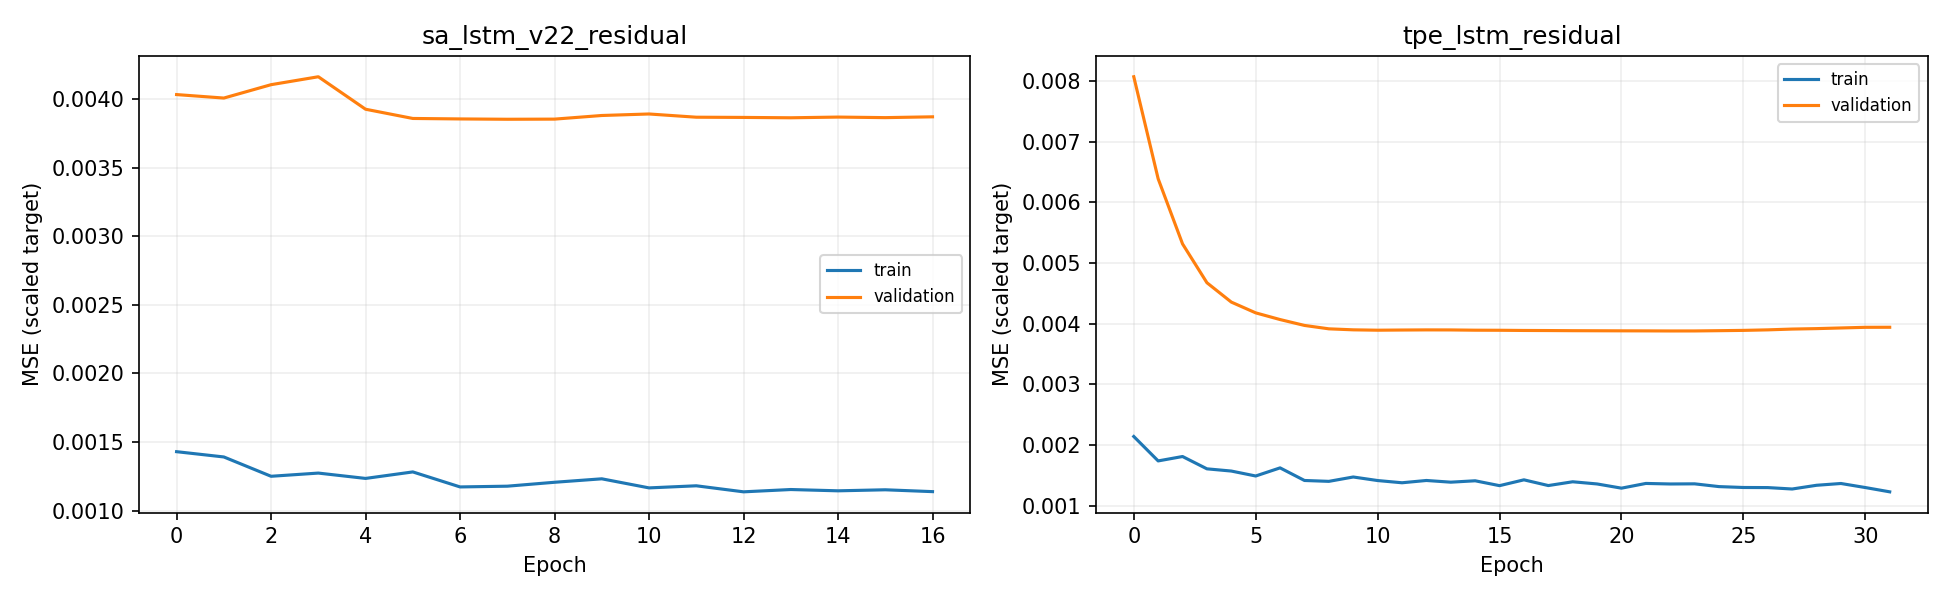 sa_lstm_v22_residual
MSE (scaled target)
0.0040
0.0035
0.0030
0.0025
0.0020
0.0015
0.0010
train
validation
0 2 4 6 8 10 12 14 16
Epoch
tpe_lstm_residual
MSE (scaled target)
0.008
0.007
0.006
0.005
0.004
0.003
0.002
0.001
train
validation
0 5 10 15 20 25 30
Epoch